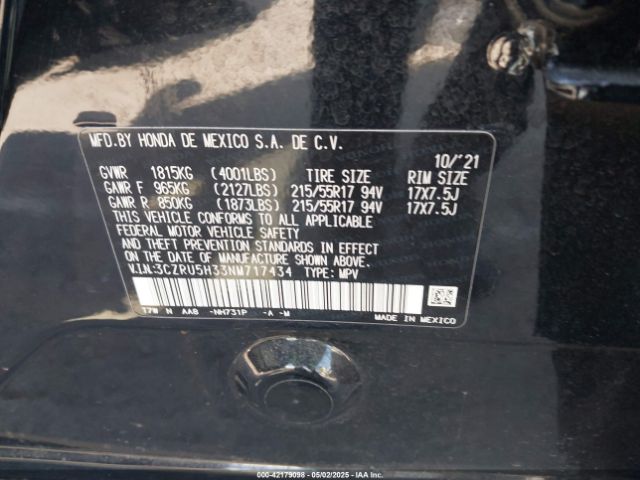 MFD.BY HONDA DE MEXICO S.A. DE C.V.
10/'21
GVWR 1815KG (4001LBS) TIRE SIZE RIM SIZE
GAWR F 965KG (2127LBS) 215/55R17 94V 17X7.5J
GAWR R 850KG (1873LBS) 215/55R17 94V 17X7.5J
THIS VEHICLE CONFORMS TO ALL APPLICABLE
FEDERAL MOTOR VEHICLE SAFETY, BUMPER,
AND THEFT PREVENTION STANDARDS IN EFFECT
ON THE DATE OF MANUFACTURE SHOWN ABOVE.
V.I.N:3CZRU5H33NM717434 TYPE: MPV
T7W N AAB -NH731P -A -M
MADE IN MEXICO
000-42179098 - 05/02/2025 - IAA Inc.